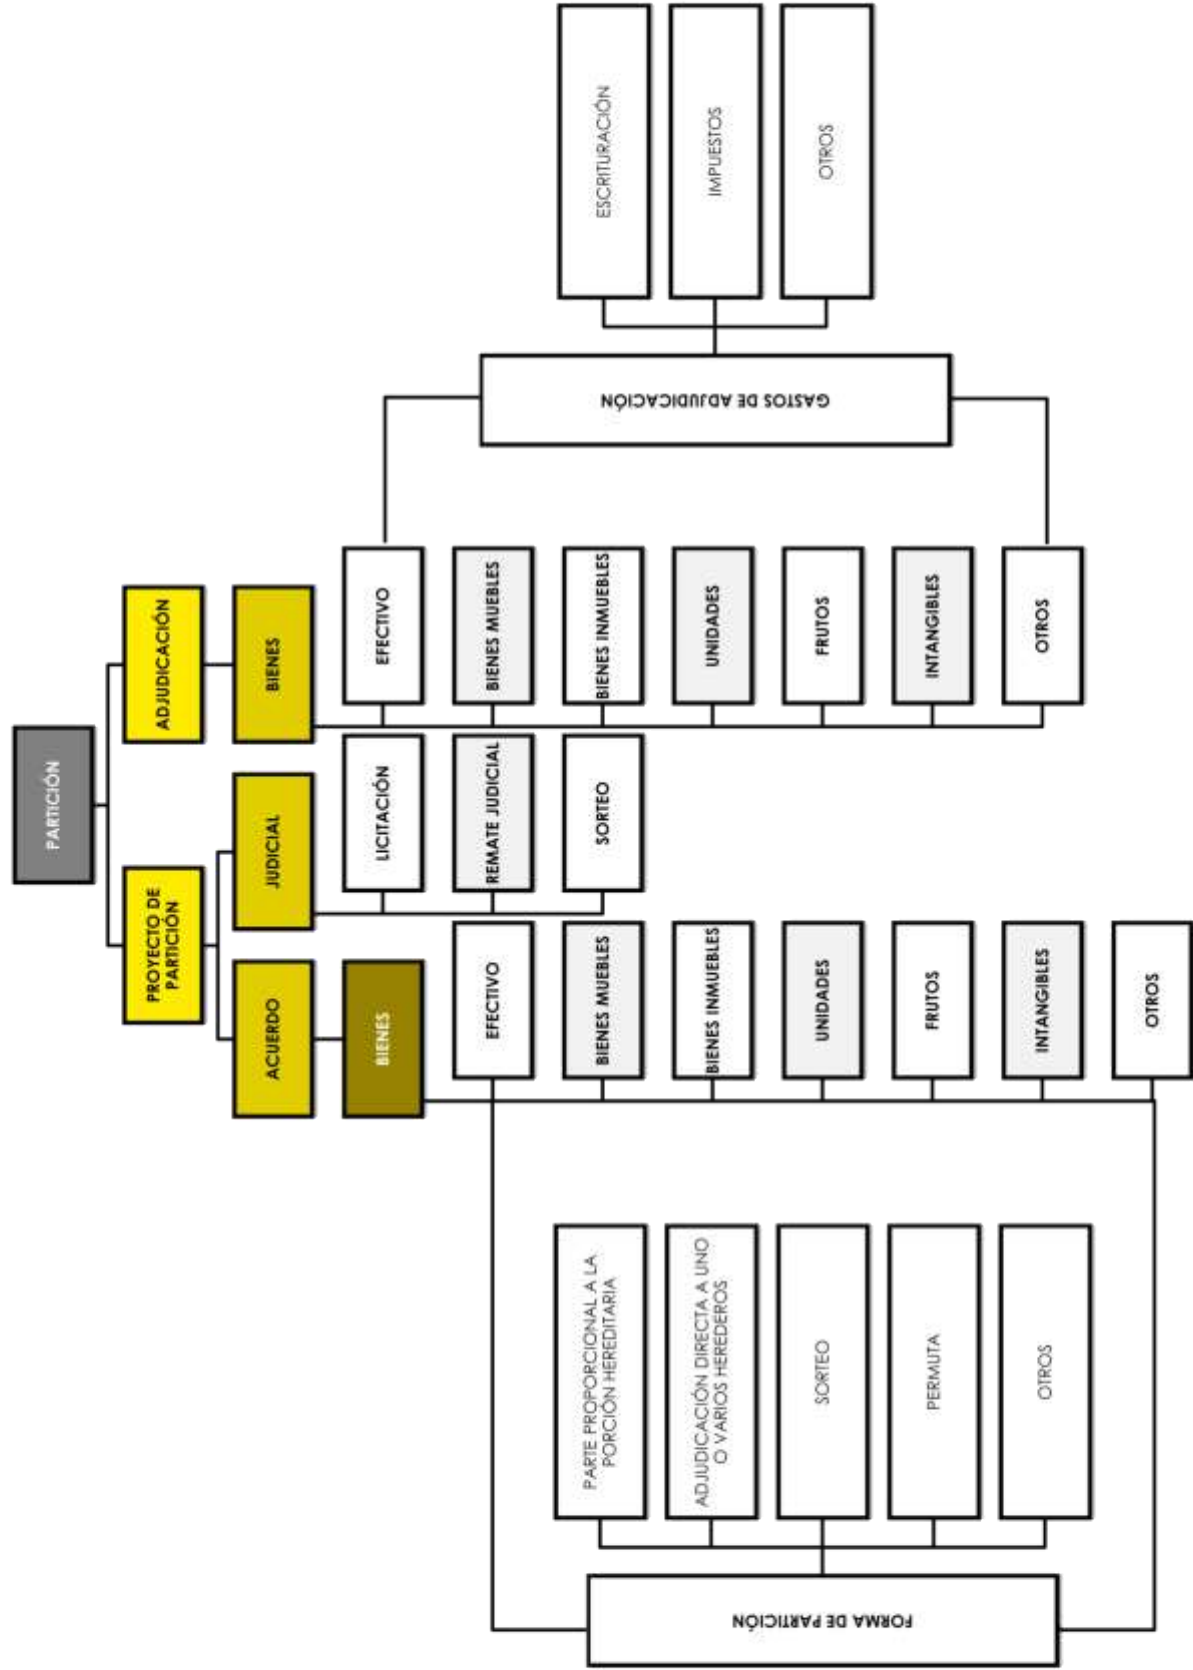 PARTICIÓN
PROYECTO DE
PARTICIÓN
ADJUDICACIÓN
ACUERDO
JUDICIAL
BIENES
BIENES
LICITACIÓN
EFECTIVO
EFECTIVO
REMATE JUDICIAL
BIENES MUEBLES
BIENES MUEBLES
SORTEO
BIENES INMUEBLES
BIENES INMUEBLES
UNIDADES
UNIDADES
FRUTOS
FRUTOS
INTANGIBLES
INTANGIBLES
OTROS
OTROS
FORMA DE PARTICIÓN
PARTE PROPORCIONAL A LA
PORCIÓN HEREDITARIA
ADJUDICACIÓN DIRECTA A UNO
O VARIOS HEREDEROS
SORTEO
PERMUTA
OTROS
GASTOS DE ADJUDICACIÓN
ESCRITURACIÓN
IMPUESTOS
OTROS